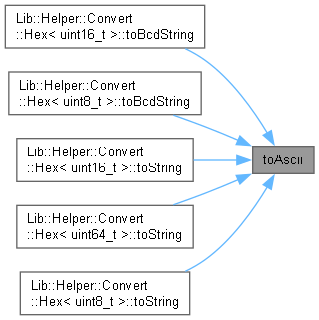 Lib::Helper::Convert
::Hex< uint16_t >::toBcdString
Lib::Helper::Convert
::Hex< uint8_t >::toBcdString
Lib::Helper::Convert
::Hex< uint16_t >::toString
Lib::Helper::Convert
::Hex< uint64_t >::toString
Lib::Helper::Convert
::Hex< uint8_t >::toString
toAscii